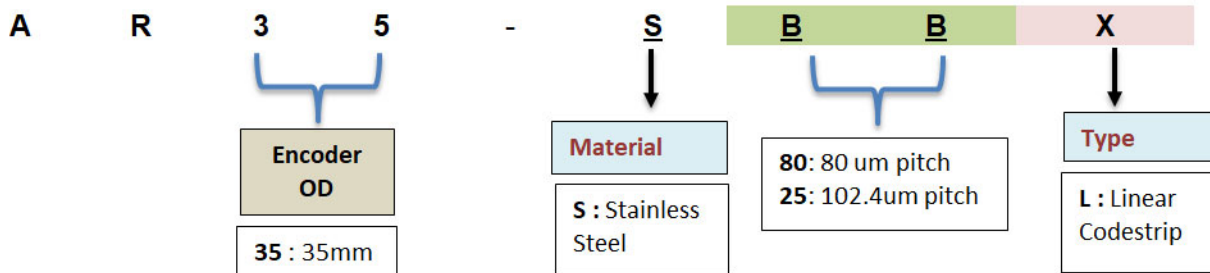 A R 3 5 - S B B X
Encoder
OD
35 : 35mm
Material
S : Stainless
Steel
80: 80 um pitch
25: 102.4um pitch
Type
L : Linear
Codestrip